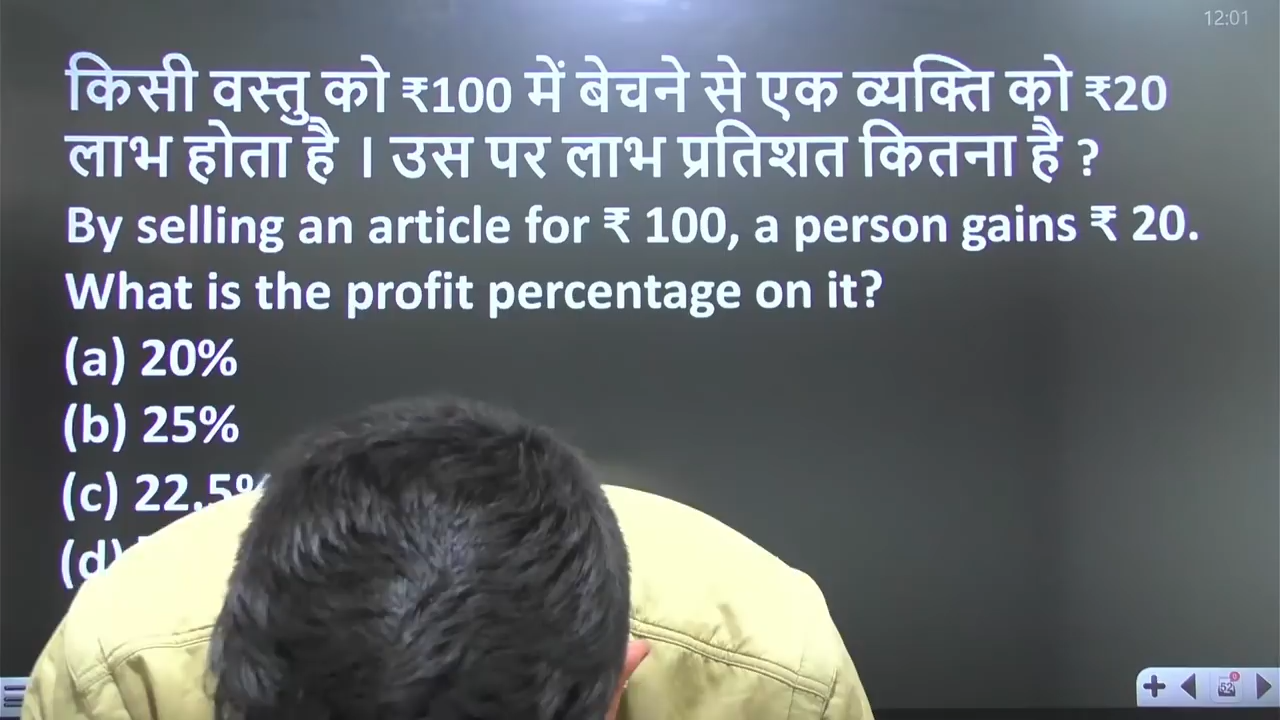 12:01
किसी वस्तु को ₹100 में बेचने से एक व्यक्ति को ₹20
लाभ होता है । उस पर लाभ प्रतिशत कितना है ?
By selling an article for ₹ 100, a person gains ₹ 20.
What is the profit percentage on it?
(a) 20%
(b) 25%
(c) 22.5%
(d)
52